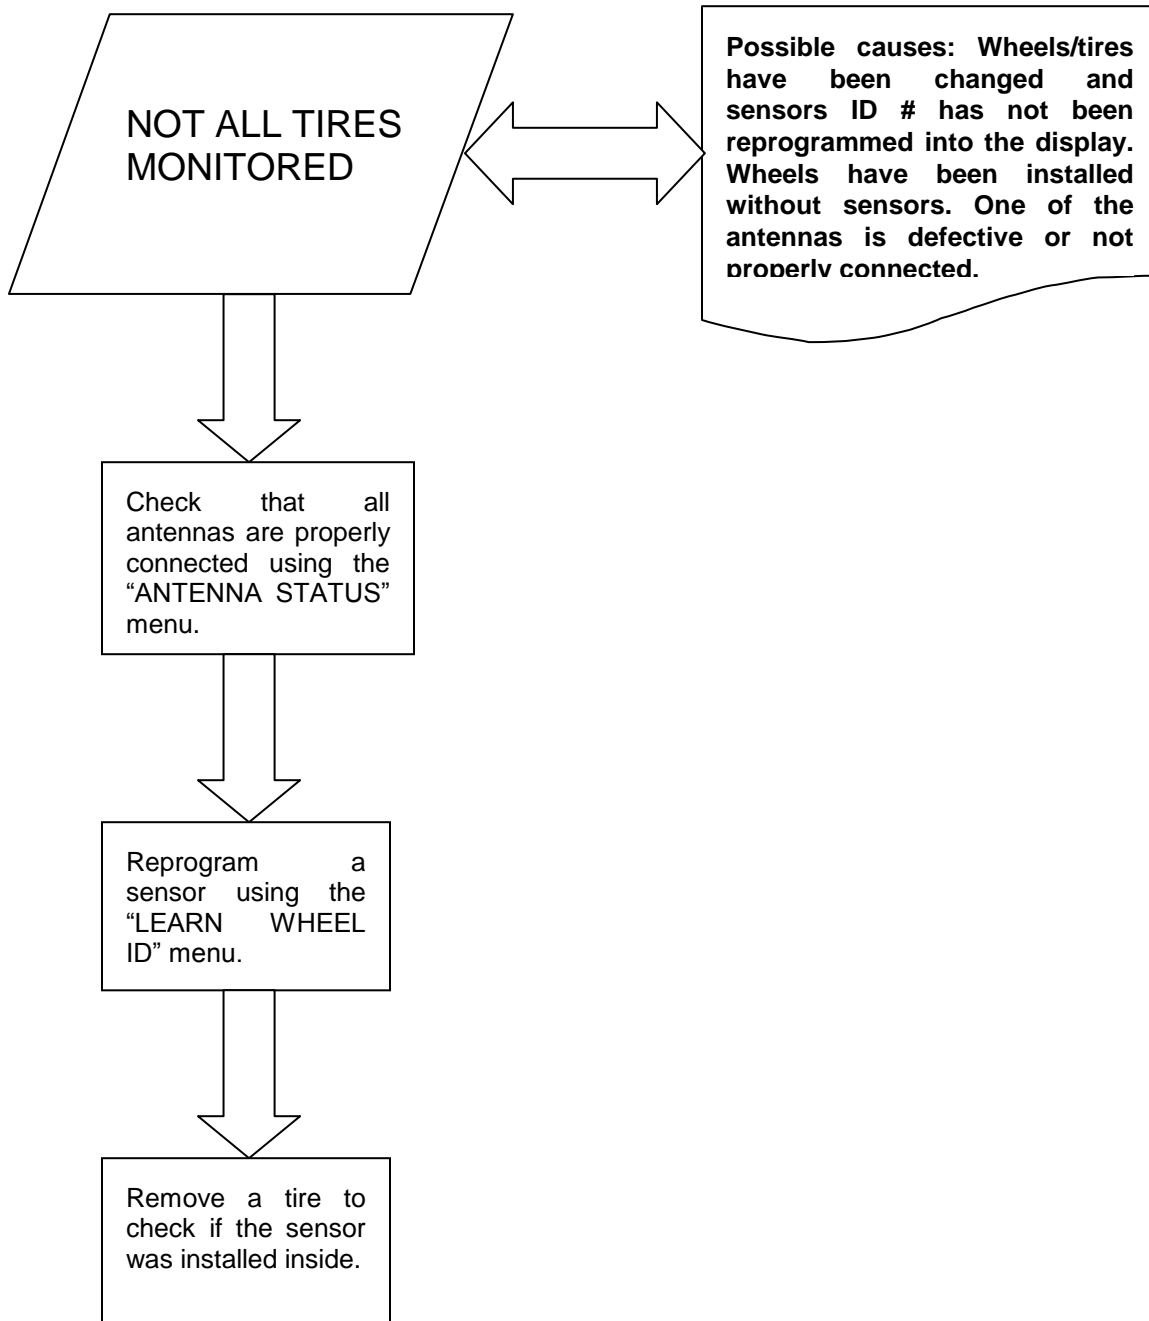 NOT ALL TIRES
MONITORED
Possible causes: Wheels/tires
have been changed and
sensors ID # has not been
reprogrammed into the display.
Wheels have been installed
without sensors. One of the
antennas is defective or not
properly connected.
Check that all
antennas are properly
connected using the
“ANTENNA STATUS”
menu.
Reprogram a
sensor using the
“LEARN WHEEL
ID” menu.
Remove a tire to
check if the sensor
was installed inside.